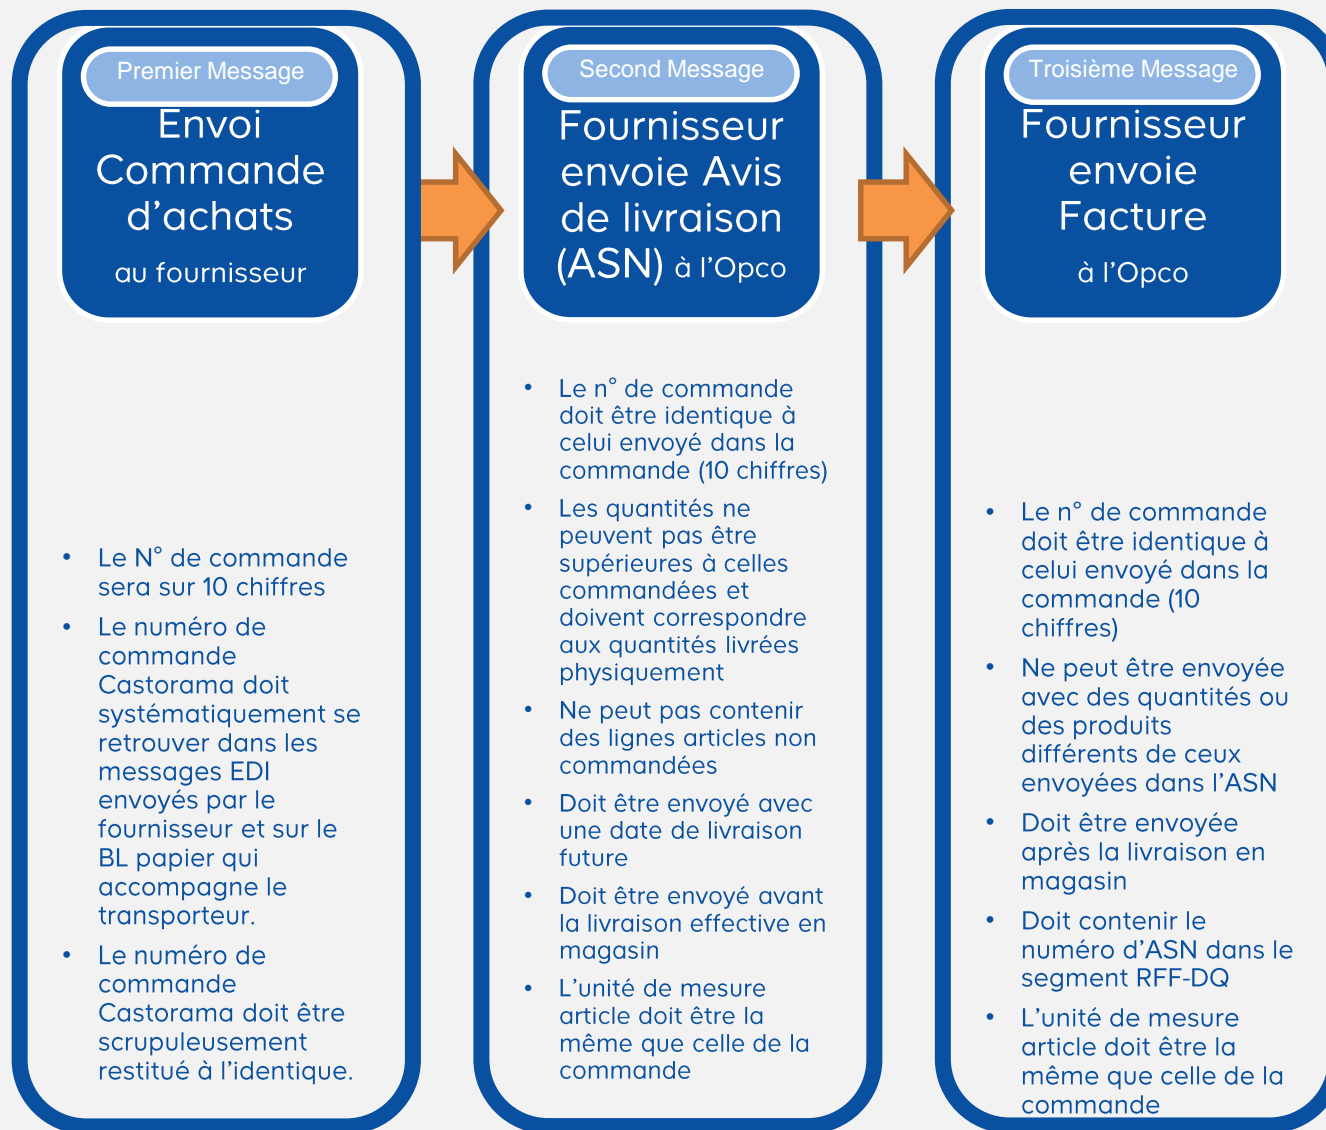 Premier Message
Envoi
Commande
d'achats
au fournisseur
• Le N° de commande
sera sur 10 chiffres
• Le numéro de
commande
Castorama doit
systématiquement se
retrouver dans les
messages EDI
envoyés par le
fournisseur et sur le
BL papier qui
accompagne le
transporteur.
• Le numéro de
commande
Castorama doit être
scrupuleusement
restitué à l'identique.
Second Message
Fournisseur
envoie Avis
de livraison
(ASN) à l'Opco
• Le n° de commande
doit être identique à
celui envoyé dans la
commande (10 chiffres)
• Les quantités ne
peuvent pas être
supérieures à celles
commandées et
doivent correspondre
aux quantités livrées
physiquement
• Ne peut pas contenir
des lignes articles non
commandées
• Doit être envoyé avec
une date de livraison
future
• Doit être envoyé avant
la livraison effective en
magasin
• L'unité de mesure
article doit être la
même que celle de la
commande
Troisième Message
Fournisseur
envoie
Facture
à l'Opco
• Le n° de commande
doit être identique à
celui envoyé dans la
commande (10
chiffres)
• Ne peut être envoyée
avec des quantités ou
des produits
différents de ceux
envoyées dans l'ASN
• Doit être envoyée
après la livraison en
magasin
• Doit contenir le
numéro d'ASN dans le
segment RFF-DQ
• L'unité de mesure
article doit être la
même que celle de la
commande